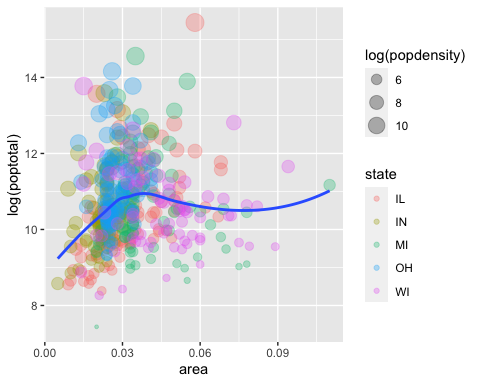 log(poptotal)
14
12
10
8
0.00
0.03
0.06
0.09
area
log(popdensity)
6
8
10
state
IL
IN
MI
OH
WI